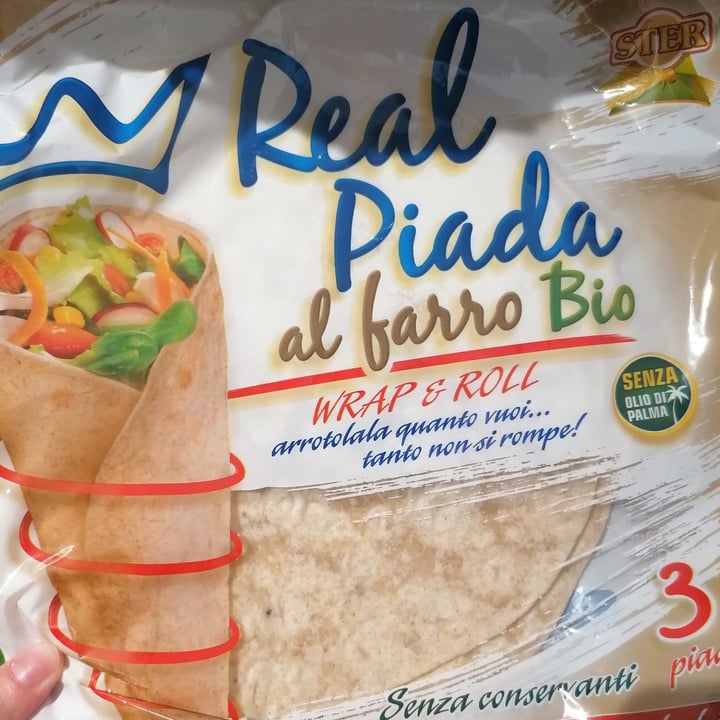 STER
Real
Piada
al farro Bio
WRAP & ROLL
arrotolala quanto vuoi...
tanto non si rompe!
SENZA
OLIO DI
PALMA
3
Senza conservanti